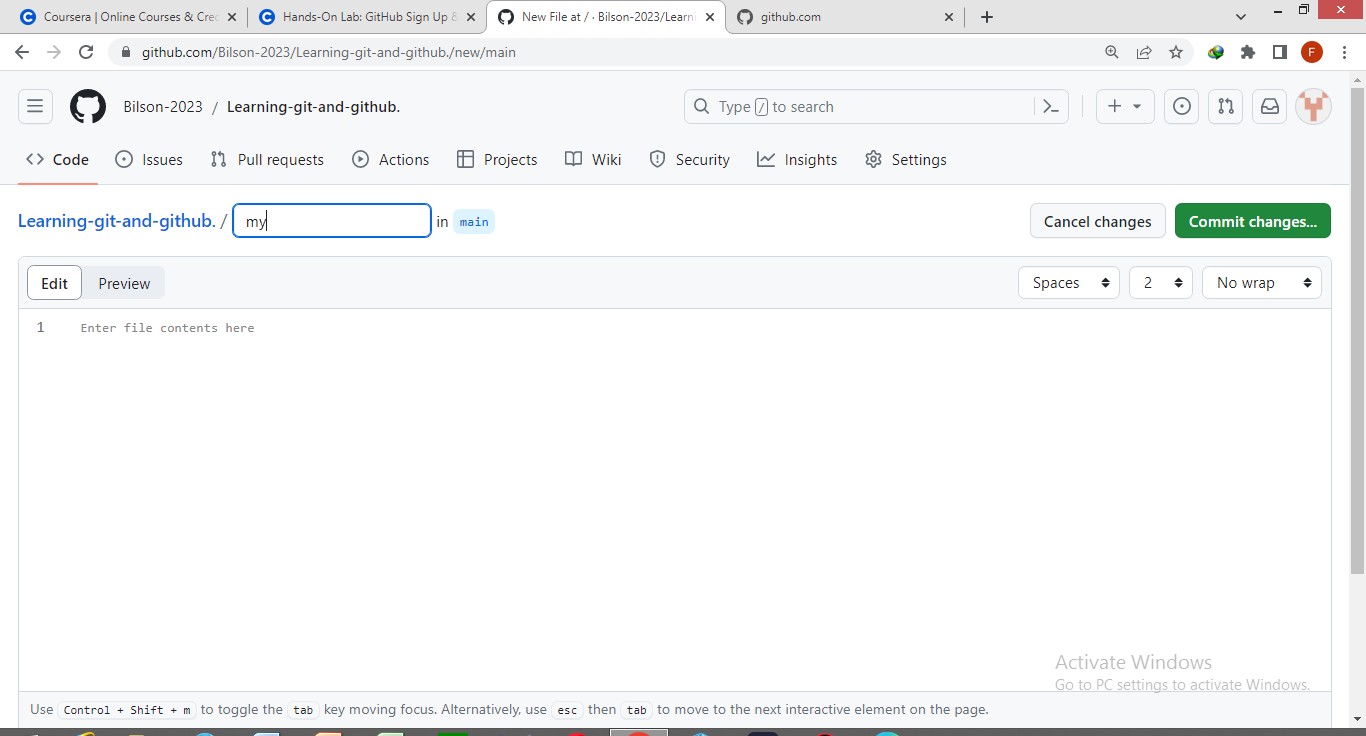 Coursera | Online Courses & Crec
Hands-On Lab: GitHub Sign Up &
New File at / · Bilson-2023/Learni
github.com
github.com/Bilson-2023/Learning-git-and-github./new/main
F
Bilson-2023 / Learning-git-and-github.
Type / to search
Code Issues Pull requests Actions Projects Wiki Security Insights Settings
Learning-git-and-github. / my in main
Cancel changes Commit changes...
Edit Preview
Spaces 2 No wrap
1 Enter file contents here
Activate Windows
Go to PC settings to activate Windows.
Use Control + Shift + m to toggle the tab key moving focus. Alternatively, use esc then tab to move to the next interactive element on the page.